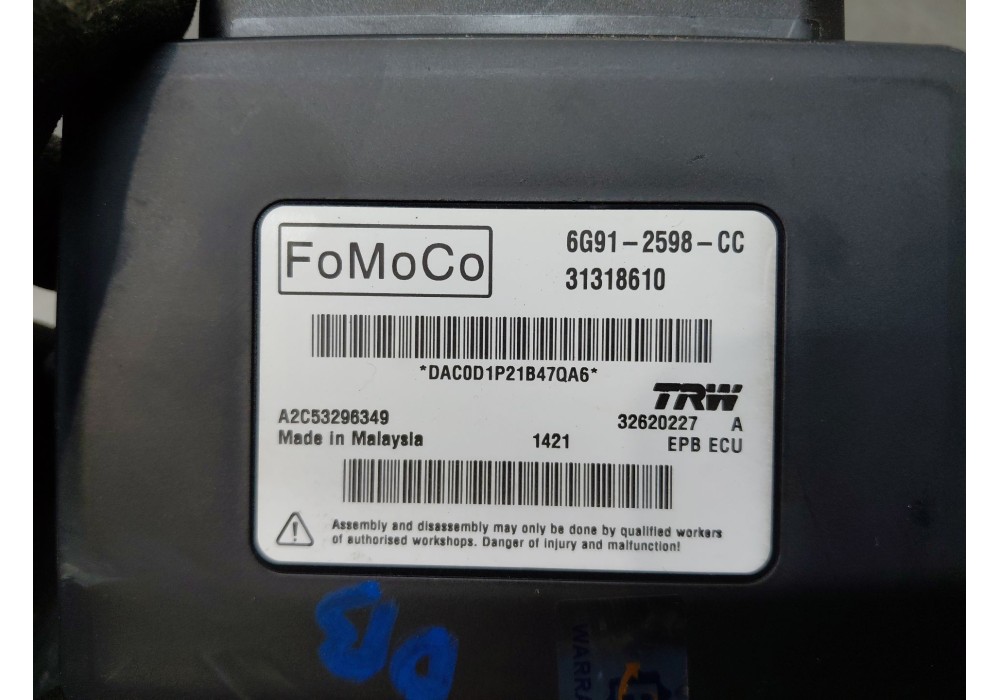 FoMoCo
6G91-2598-CC
31318610
*DAC0D1P21B47QA6*
TRW
A2C53296349
32620227 A
Made in Malaysia
1421
EPB ECU
Assembly and disassembly may only be done by qualified workers
of authorised workshops. Danger of injury and malfunction!